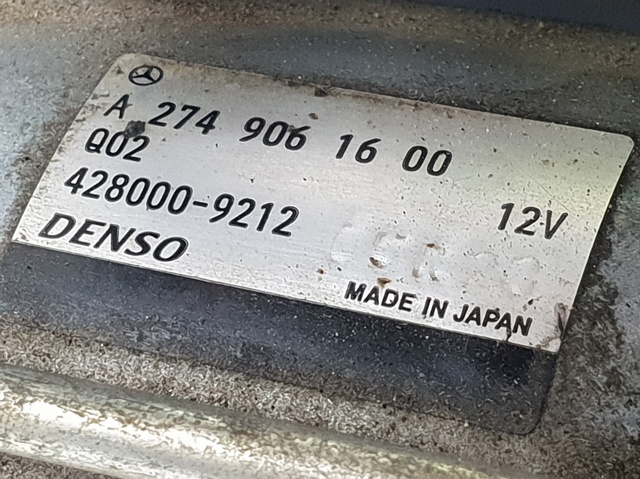 A 274 906 16 00
Q02
428000-9212 12V
DENSO
MADE IN JAPAN